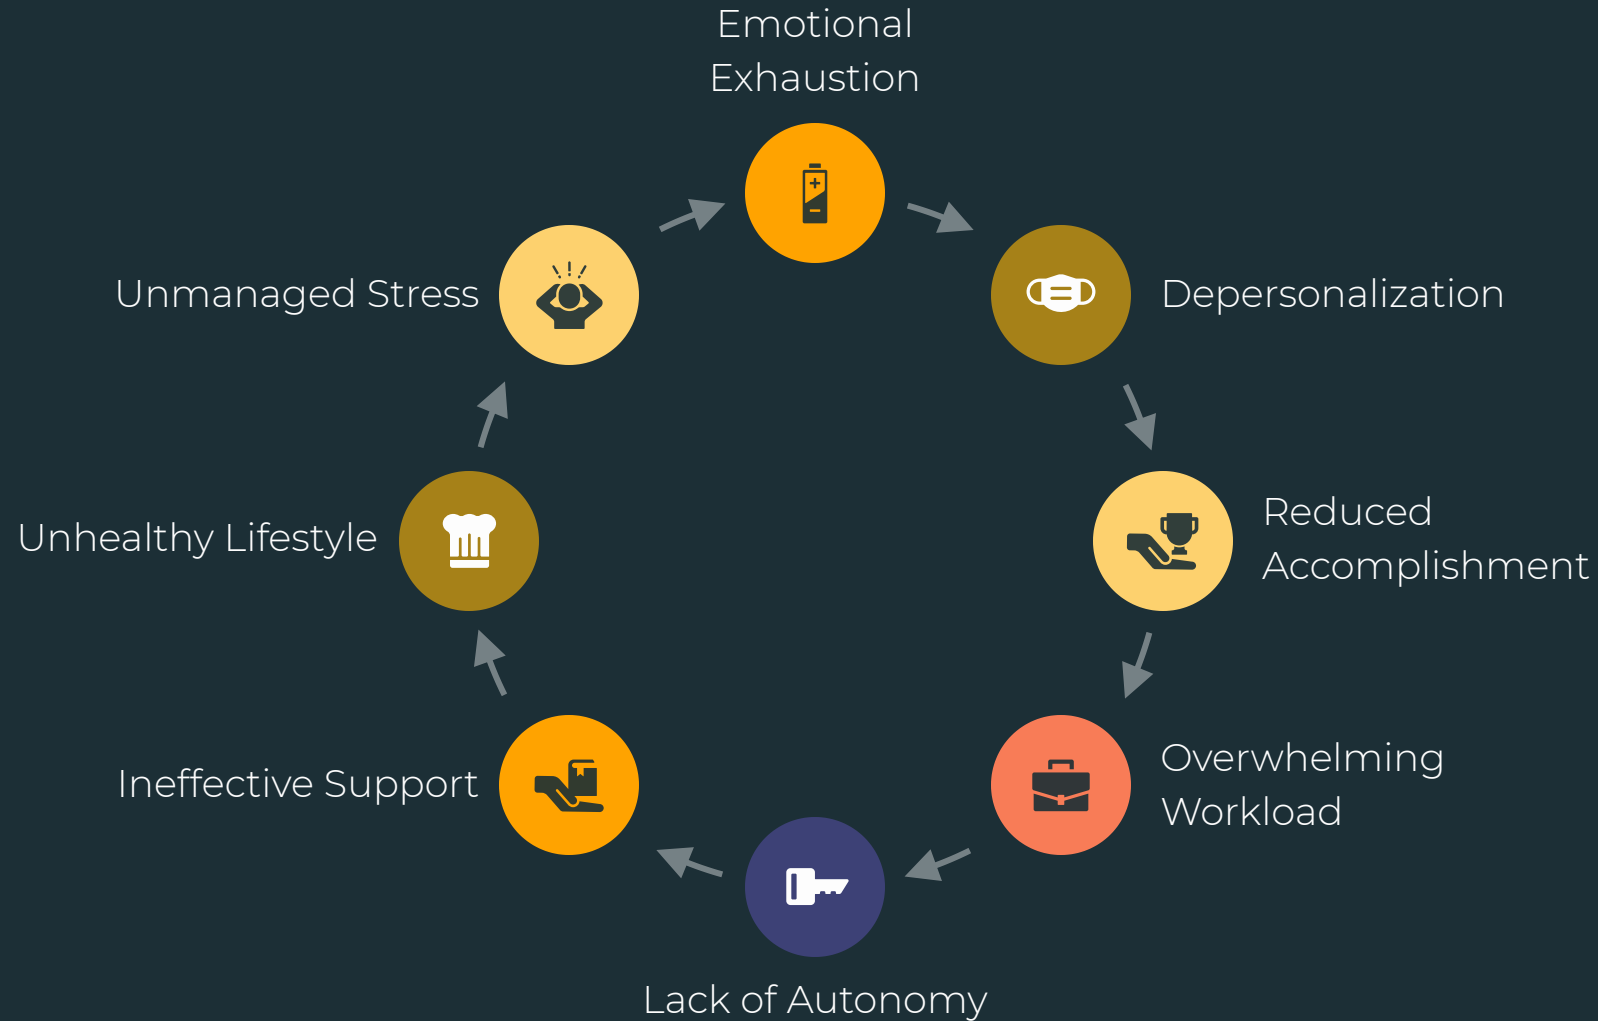 Emotional
Exhaustion
Depersonalization
Reduced
Accomplishment
Overwhelming
Workload
Lack of Autonomy
Ineffective Support
Unhealthy Lifestyle
Unmanaged Stress